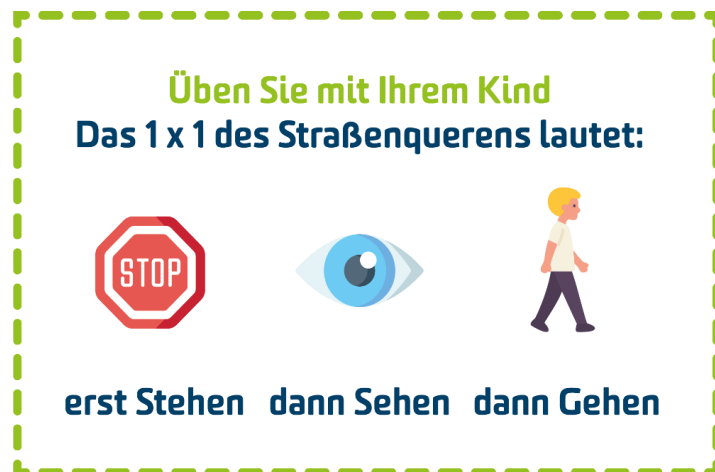 Üben Sie mit Ihrem Kind
Das 1 x 1 des Straßenquerens lautet:
STOP
erst Stehen dann Sehen dann Gehen